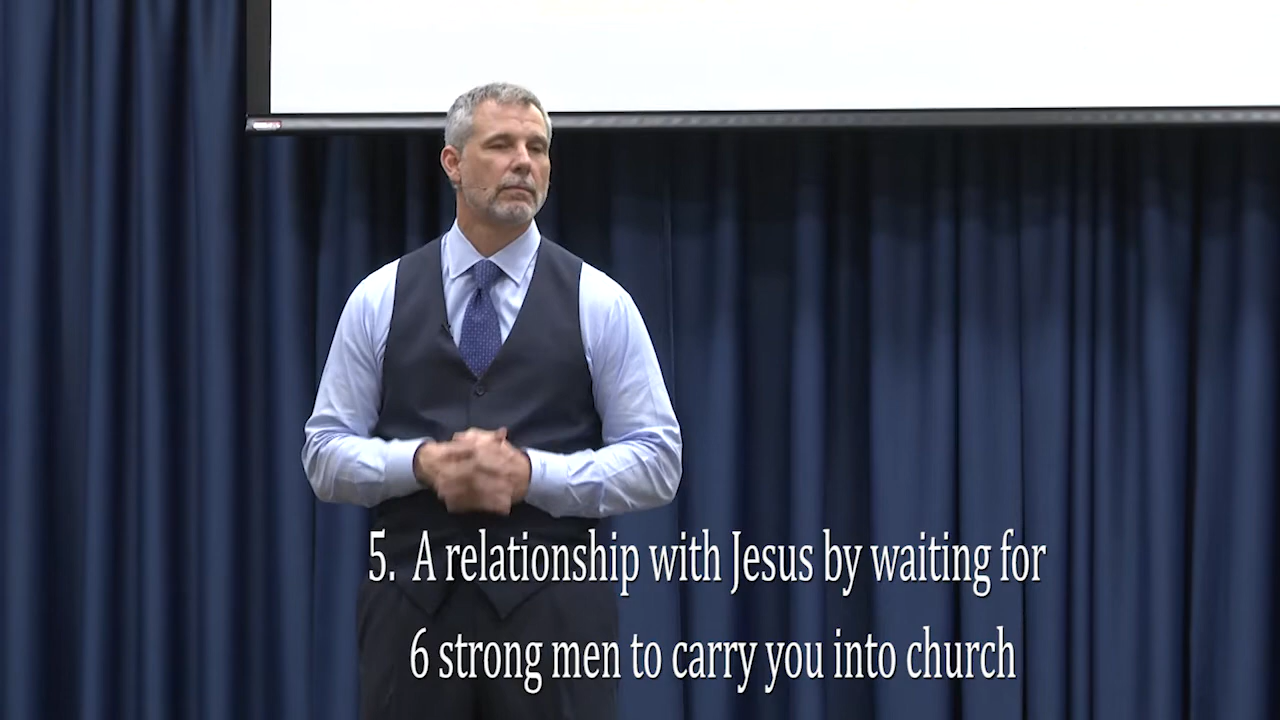 5. A relationship with Jesus by waiting for
6 strong men to carry you into church